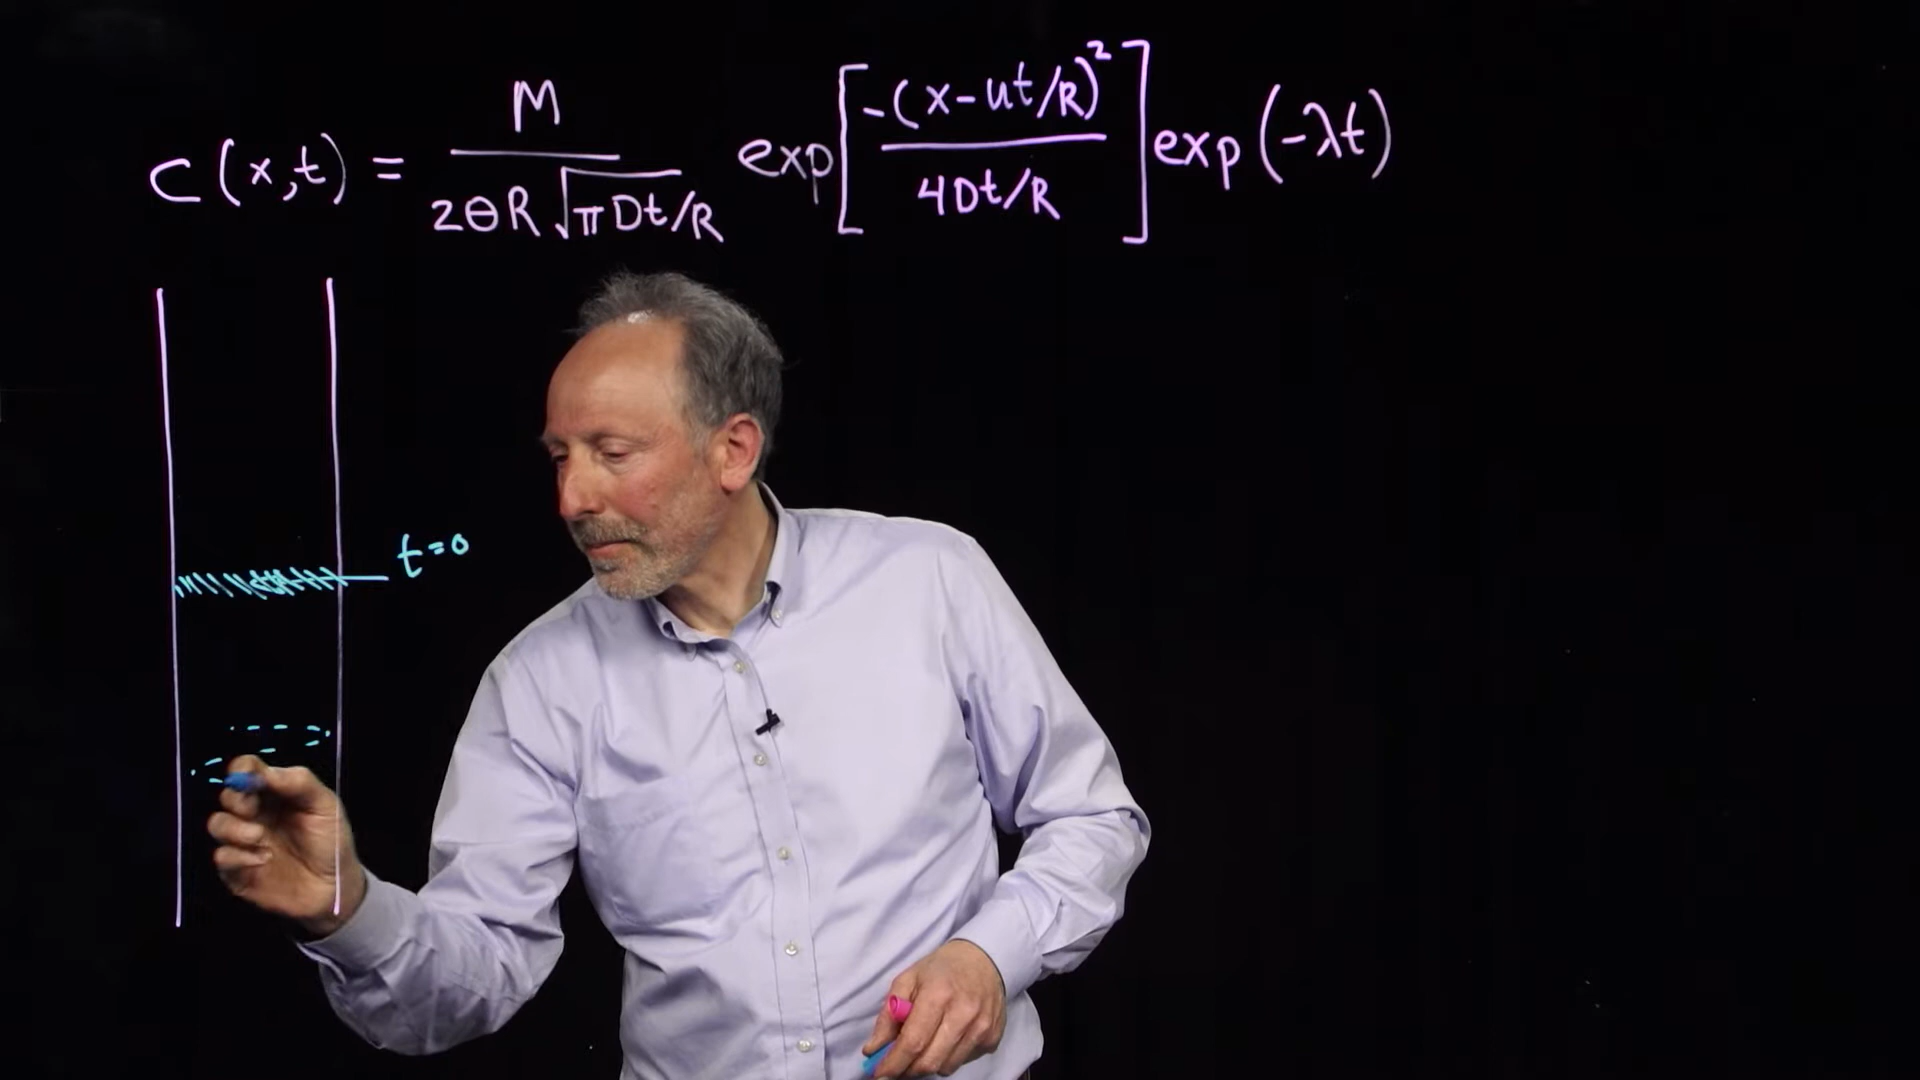 C(x,t) = M / 2θR√πDt/R exp[-(x-ut/R)² / 4Dt/R] exp(-λt)
t=0